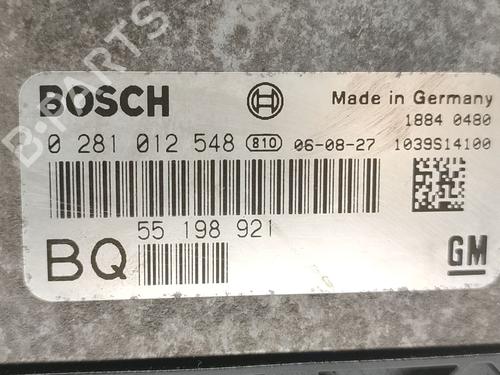 B-PARTS
BOSCH
Made in Germany
1884 0480
0 281 012 548 810 06-08-27 1039S14100
55 198 921
BQ
GM